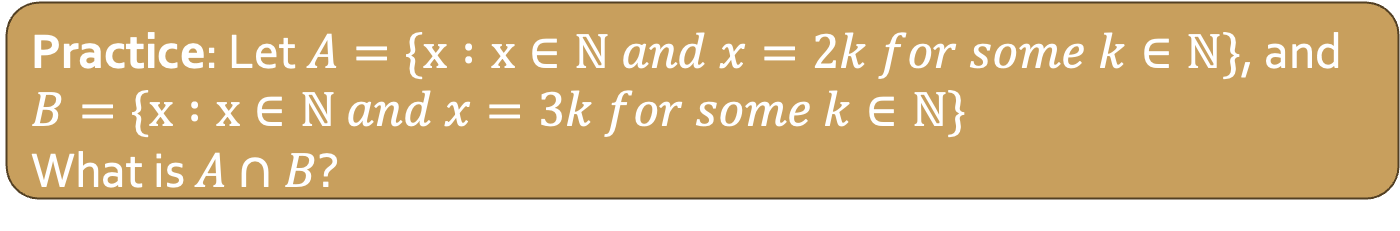 Practice: Let A = {x : x ∈ ℕ and x = 2k for some k ∈ ℕ}, and
B = {x : x ∈ ℕ and x = 3k for some k ∈ ℕ}
What is A ∩ B?